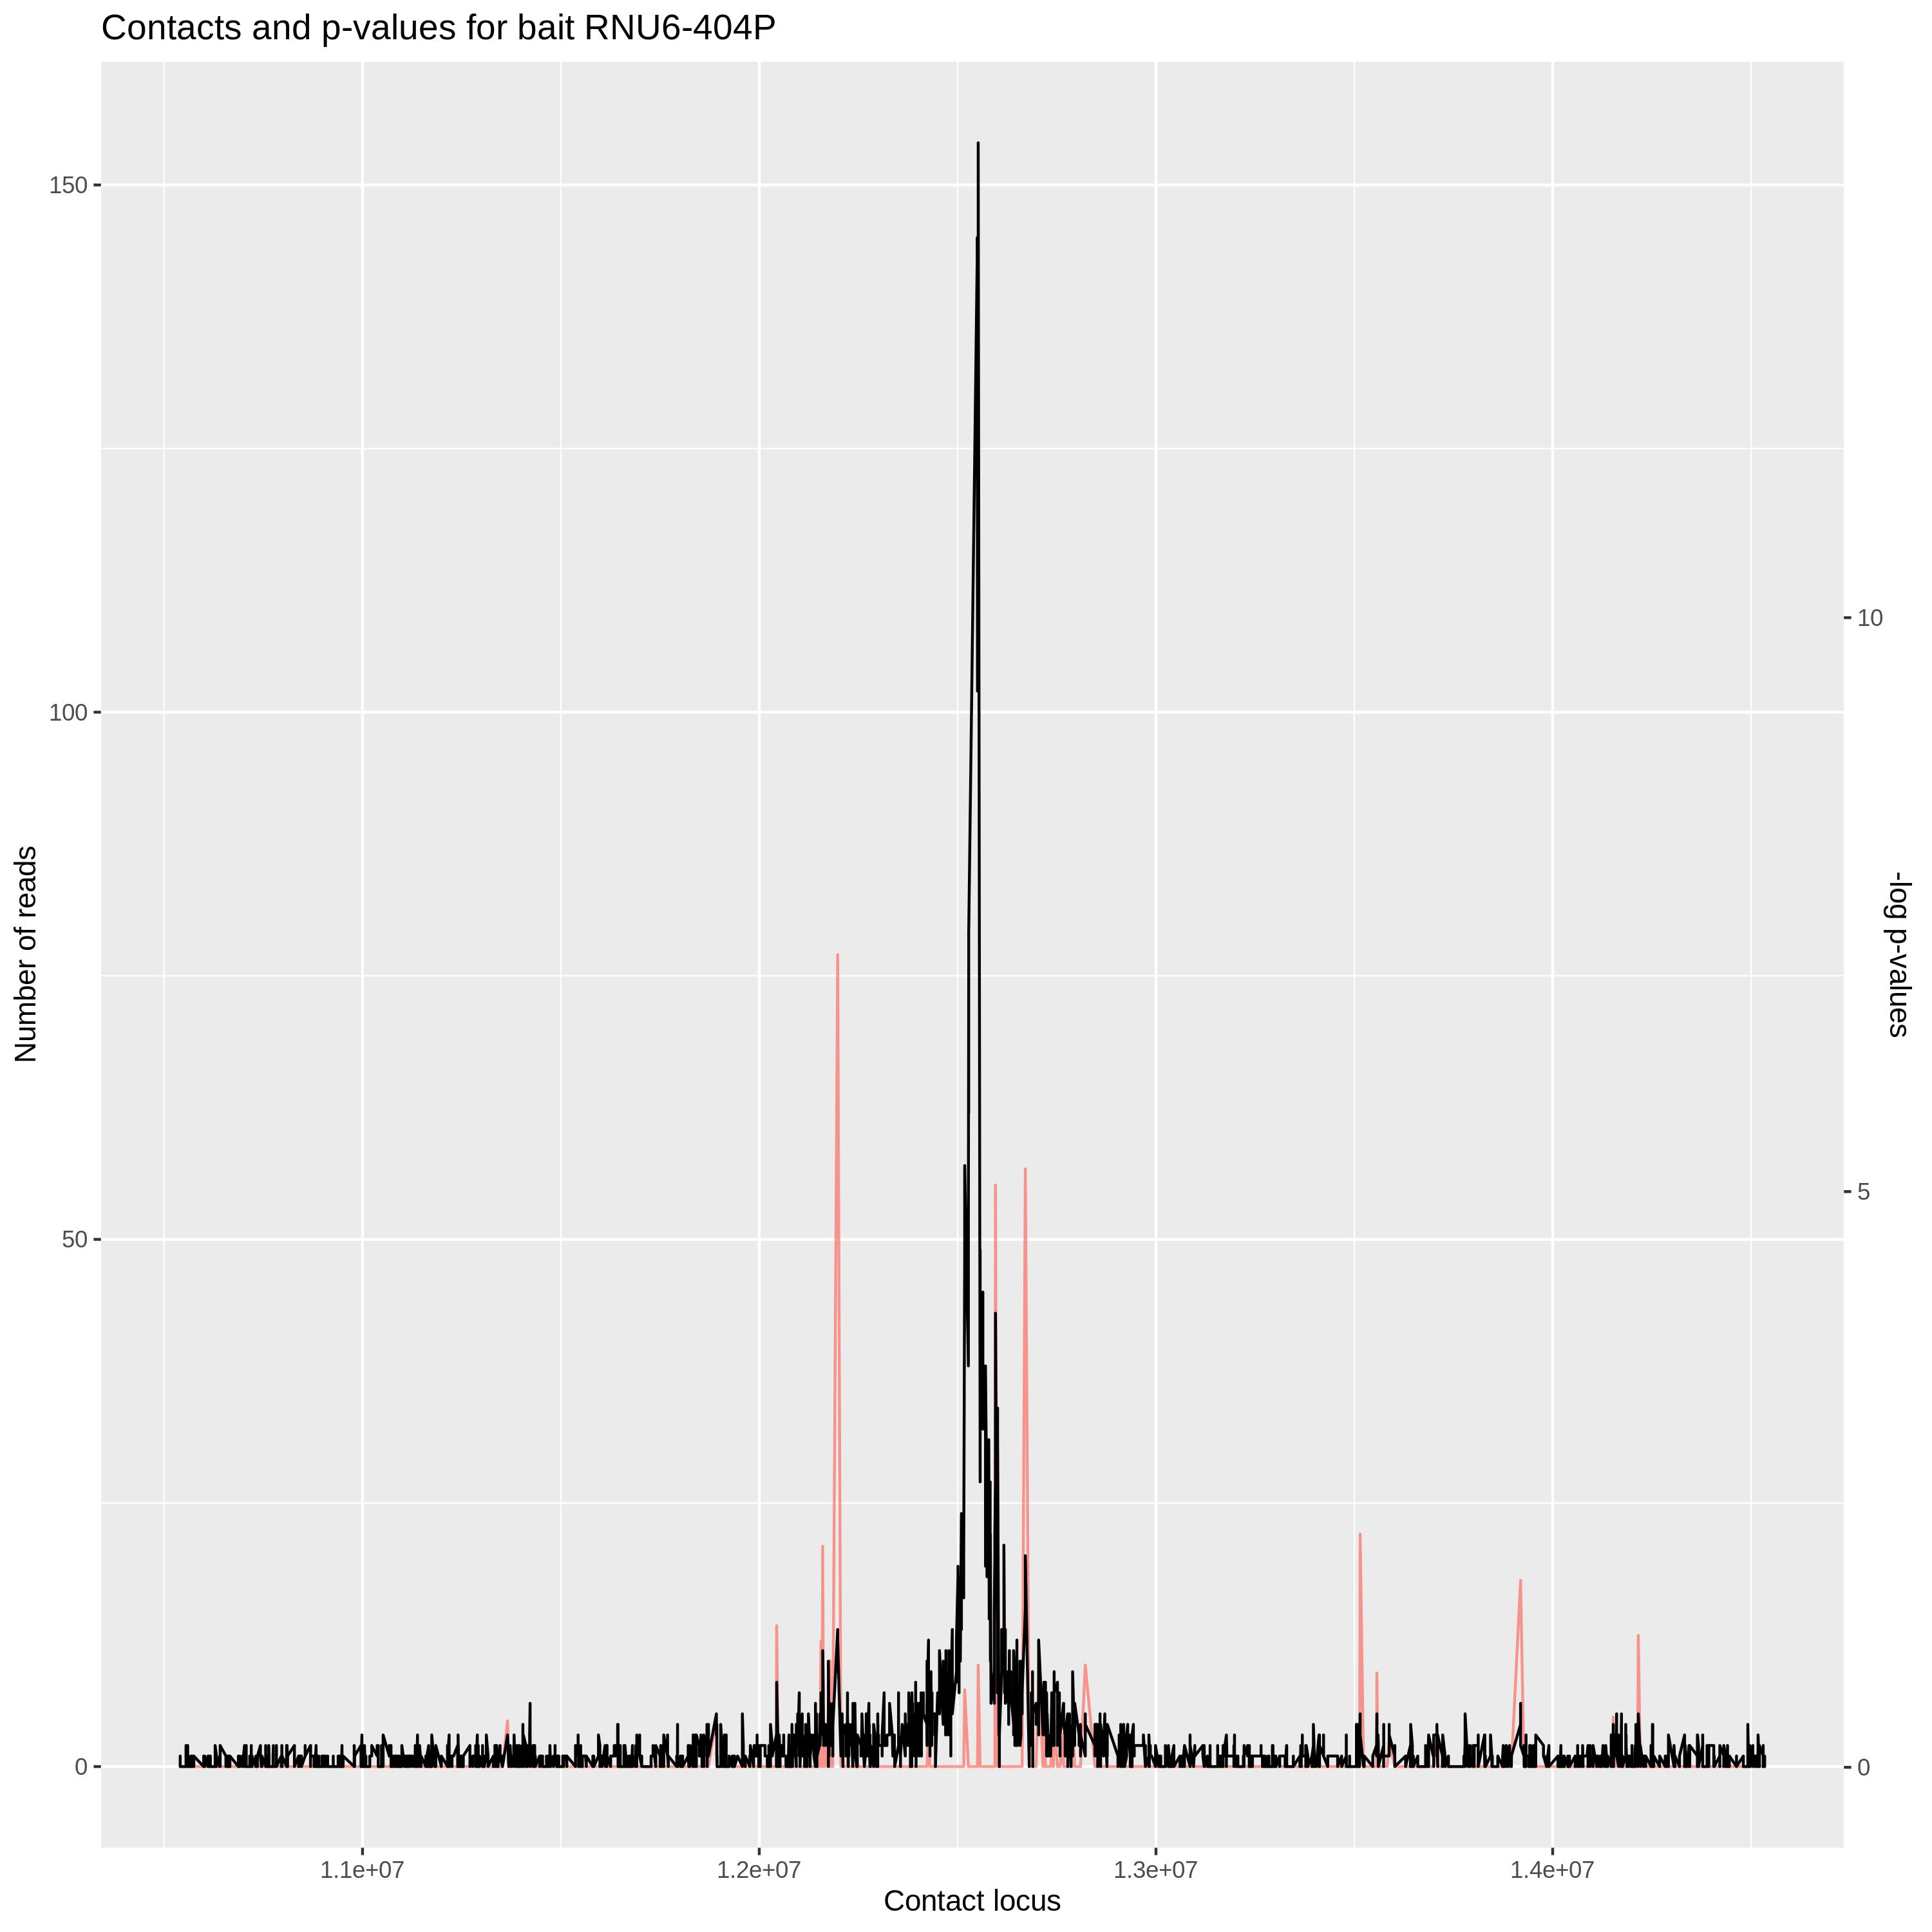 Contacts and p-values for bait RNU6-404P
150
100
50
0
Number of reads
10
5
0
-log p-values
1.1e+07 1.2e+07 1.3e+07 1.4e+07
Contact locus